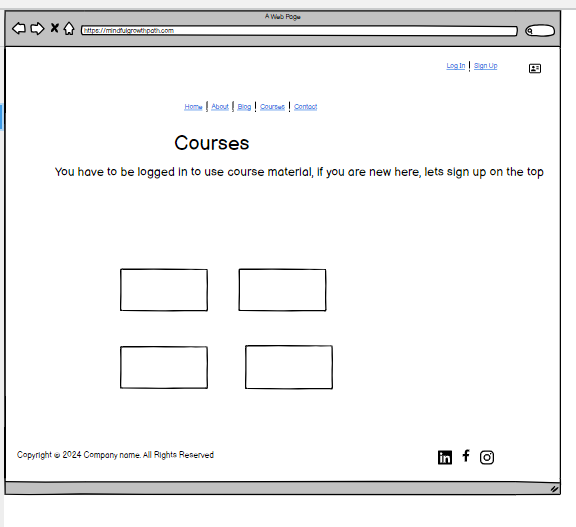 A Web Page
https://mindfulgrowthpath.com
Log In | Sign Up
Home | About | Blog | Courses | Contact
Courses
You have to be logged in to use course material, if you are new here, lets sign up on the top
Copyright © 2024 Company name. All Rights Reserved
in f